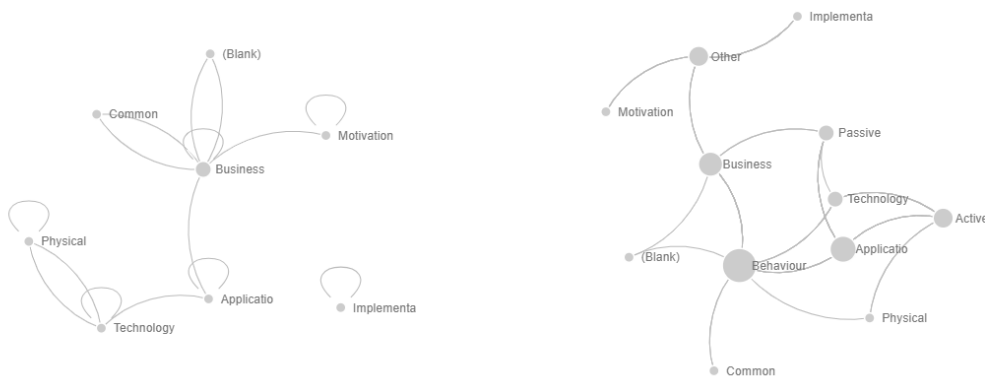 (Blank)
Common
Motivation
Business
Physical
Applicatio
Implementa
Technology
Implementa
Other
Motivation
Passive
Business
Technology
Active
Applicatio
(Blank)
Behaviour
Physical
Common